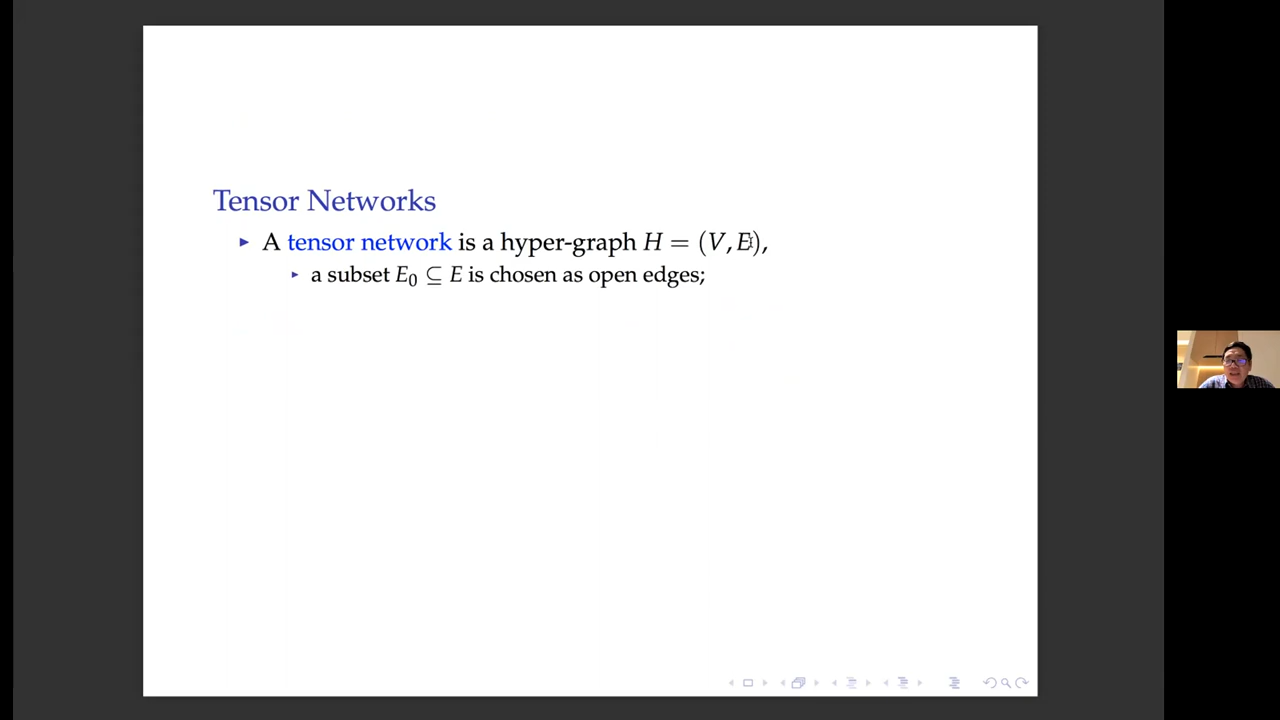 Tensor Networks
▶ A tensor network is a hyper-graph H = (V, E),
▶ a subset E₀ ⊆ E is chosen as open edges;